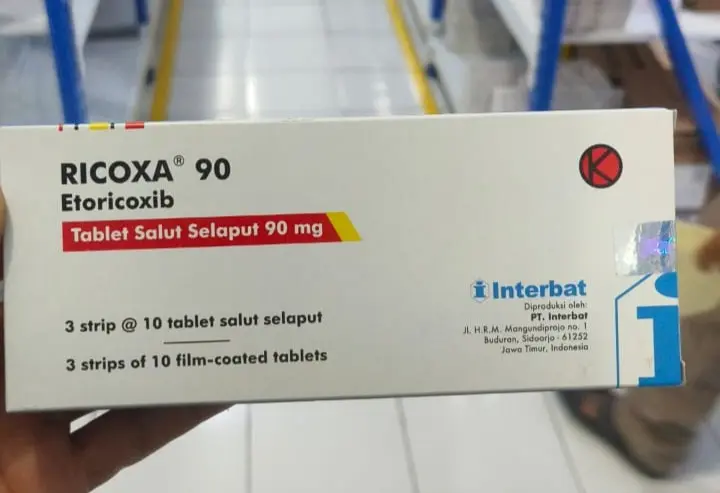 RICOXA® 90
Etoricoxib
Tablet Salut Selaput 90 mg
3 strip @ 10 tablet salut selaput
3 strips of 10 film-coated tablets
K
Interbat
Diproduksi oleh:
PT. Interbat
Jl. H.R.M. Mangundiprojo no. 1
Buduran, Sidoarjo - 61252
Jawa Timur, Indonesia